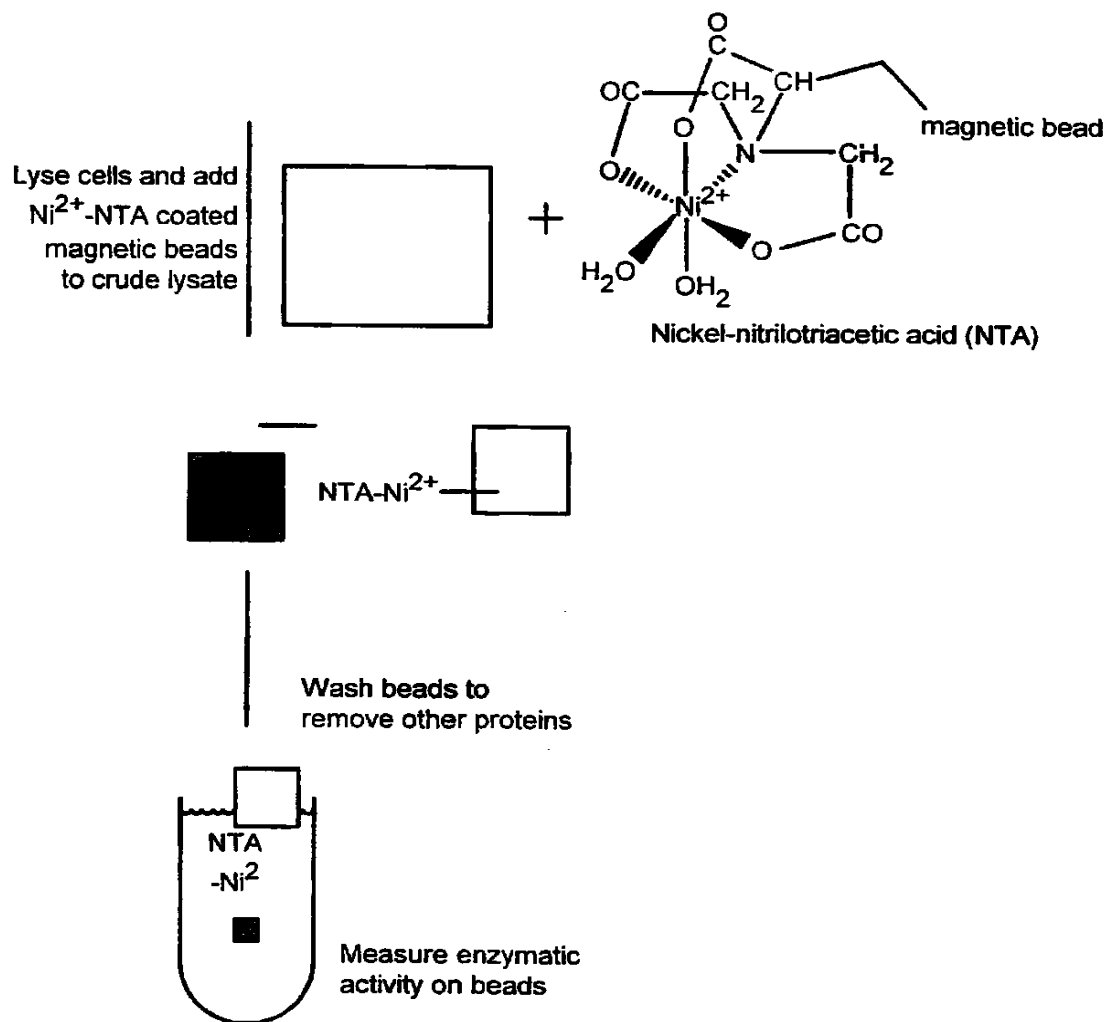 Lyse cells and add
Ni2+-NTA coated
magnetic beads
to crude lysate
+
O
C
OC
CH2
CH
magnetic bead
O
O
N
CH2
Ni2+
O
CO
H2O
OH2
Nickel-nitrilotriacetic acid (NTA)
NTA-Ni2+
Wash beads to
remove other proteins
NTA
-Ni2
Measure enzymatic
activity on beads